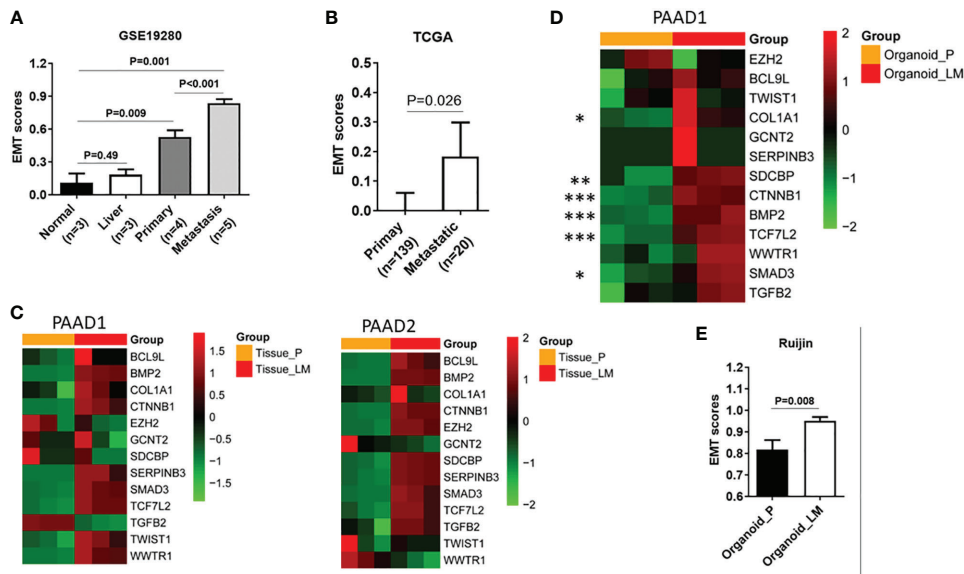 A
GSE19280
EMT scores
1.2
0.9
0.6
0.3
0.0
P=0.001
P<0.001
P=0.009
P=0.49
Normal
(n=3)
Liver
(n=3)
Primary
(n=4)
Metastasis
(n=5)
B
TCGA
EMT scores
0.5
0.4
0.3
0.2
0.1
0.0
P=0.026
Primay
(n=139)
Metastatic
(n=20)
C
PAAD1
Group
BCL9L
BMP2
COL1A1
CTNNB1
EZH2
GCNT2
SDCBP
SERPINB3
SMAD3
TCF7L2
TGFB2
TWIST1
WWTR1
1.5
1
0.5
0
−0.5
−1
−1.5
Group
Tissue_P
Tissue_LM
PAAD2
Group
BCL9L
BMP2
COL1A1
CTNNB1
EZH2
GCNT2
SDCBP
SERPINB3
SMAD3
TCF7L2
TGFB2
TWIST1
WWTR1
2
1
0
−1
−2
Group
Tissue_P
Tissue_LM
D
PAAD1
Group
EZH2
BCL9L
TWIST1
* COL1A1
GCNT2
SERPINB3
** SDCBP
*** CTNNB1
*** BMP2
*** TCF7L2
WWTR1
* SMAD3
TGFB2
2
1
0
−1
−2
Group
Organoid_P
Organoid_LM
E
Ruijin
EMT scores
1.0
1.0
0.9
0.8
0.7
0.6
P=0.008
Organoid_P
Organoid_LM